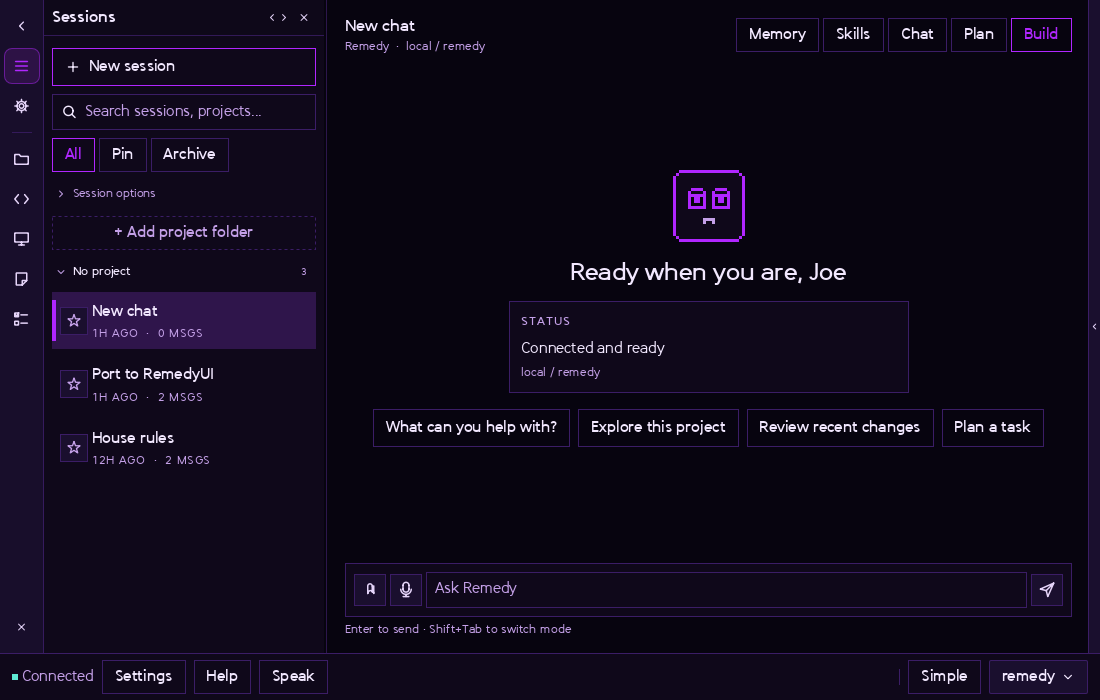 Sessions
New session
Search sessions, projects...
All
Pin
Archive
Session options
+ Add project folder
No project
3
New chat
1H AGO · 0 MSGS
Port to RemedyUI
1H AGO · 2 MSGS
House rules
12H AGO · 2 MSGS
New chat
Remedy · local / remedy
Memory
Skills
Chat
Plan
Build
Ready when you are, Joe
STATUS
Connected and ready
local / remedy
What can you help with?
Explore this project
Review recent changes
Plan a task
Ask Remedy
Enter to send · Shift+Tab to switch mode
Connected
Settings
Help
Speak
Simple
remedy